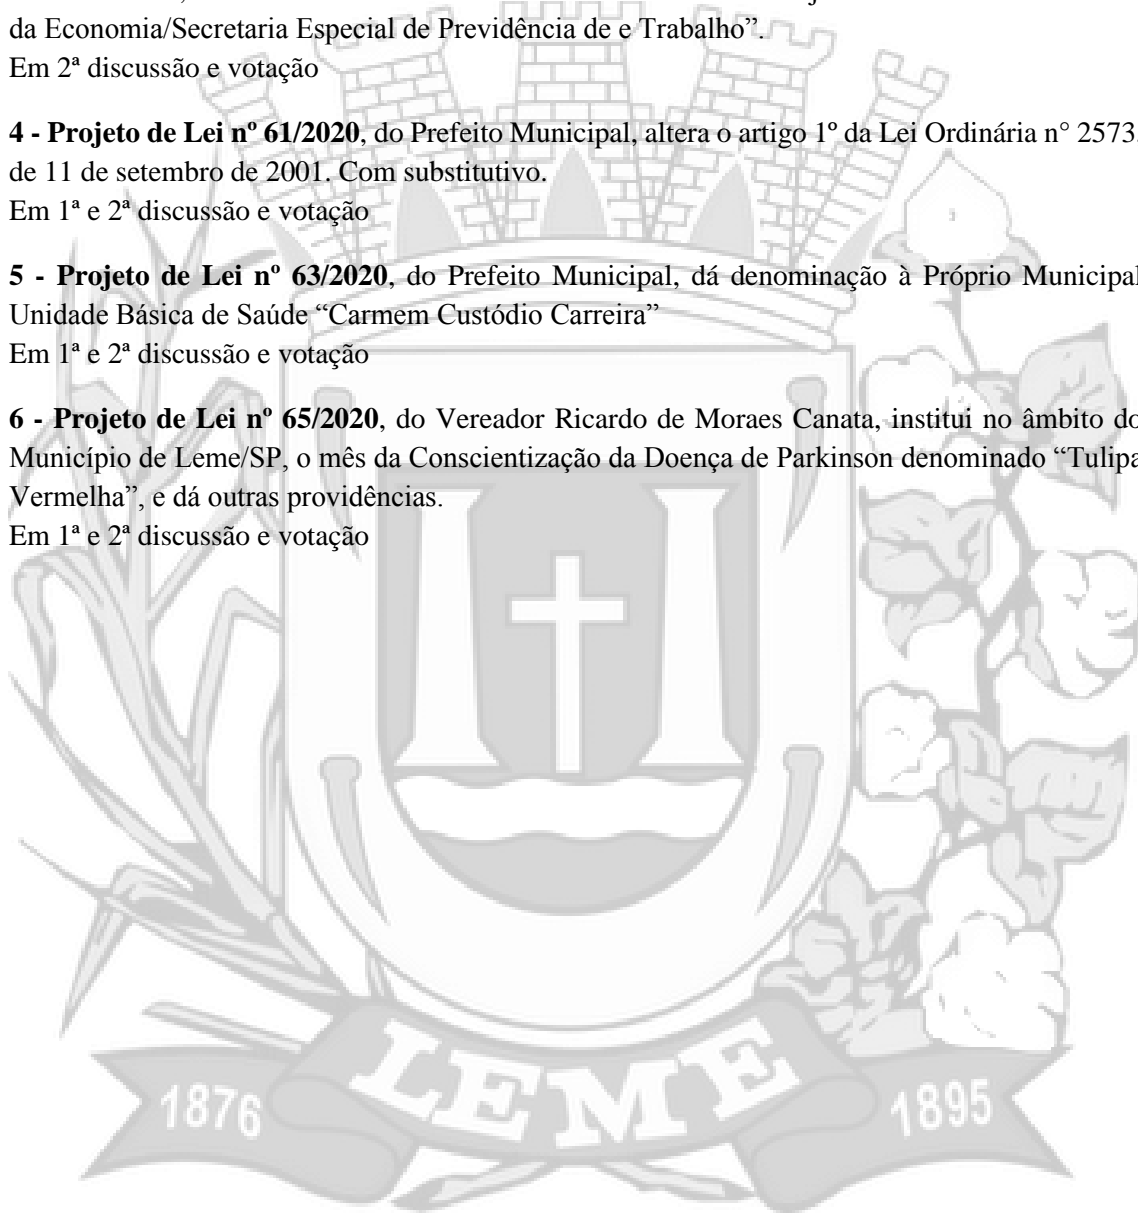 da Economia/Secretaria Especial de Previdência de e Trabalho”.
Em 2ª discussão e votação
4 - Projeto de Lei nº 61/2020, do Prefeito Municipal, altera o artigo 1º da Lei Ordinária n° 2573,
de 11 de setembro de 2001. Com substitutivo.
Em 1ª e 2ª discussão e votação
5 - Projeto de Lei nº 63/2020, do Prefeito Municipal, dá denominação à Próprio Municipal
Unidade Básica de Saúde “Carmem Custódio Carreira”
Em 1ª e 2ª discussão e votação
6 - Projeto de Lei nº 65/2020, do Vereador Ricardo de Moraes Canata, institui no âmbito do
Município de Leme/SP, o mês da Conscientização da Doença de Parkinson denominado “Tulipa
Vermelha”, e dá outras providências.
Em 1ª e 2ª discussão e votação
1876 LEME 1895